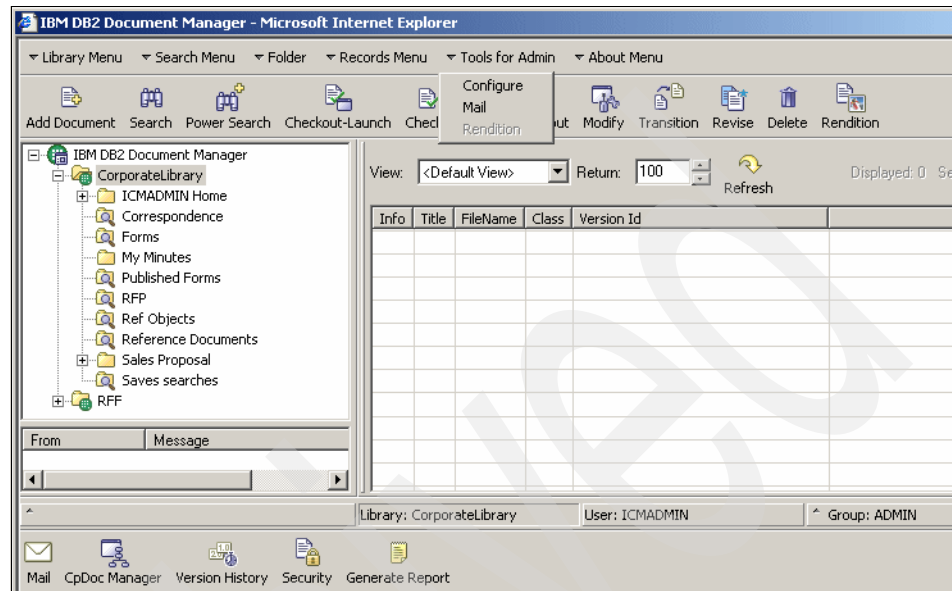 IBM DB2 Document Manager - Microsoft Internet Explorer
Library Menu Search Menu Folder Records Menu Tools for Admin About Menu
Configure
Mail
Rendition
Add Document Search Power Search Checkout-Launch Chec ut Modify Transition Revise Delete Rendition
IBM DB2 Document Manager
CorporateLibrary
ICMADMIN Home
Correspondence
Forms
My Minutes
Published Forms
RFP
Ref Objects
Reference Documents
Sales Proposal
Saves searches
RFF
View: <Default View> Return: 100 Refresh Displayed: 0 Se
Info Title FileName Class Version Id
From Message
Library: CorporateLibrary User: ICMADMIN Group: ADMIN
Mail CpDoc Manager Version History Security Generate Report